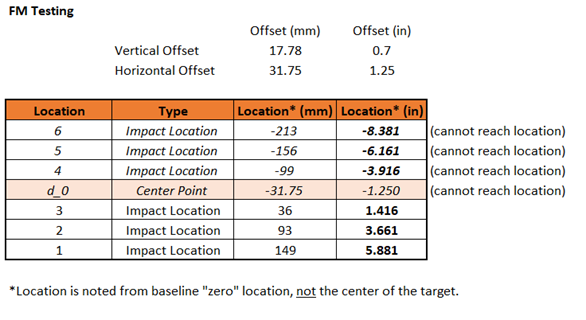 FM Testing
Offset (mm) Offset (in)
Vertical Offset 17.78 0.7
Horizontal Offset 31.75 1.25
Location Type Location* (mm) Location* (in)
6 Impact Location -213 -8.381 (cannot reach location)
5 Impact Location -156 -6.161 (cannot reach location)
4 Impact Location -99 -3.916 (cannot reach location)
d_0 Center Point -31.75 -1.250 (cannot reach location)
3 Impact Location 36 1.416
2 Impact Location 93 3.661
1 Impact Location 149 5.881
*Location is noted from baseline "zero" location, not the center of the target.